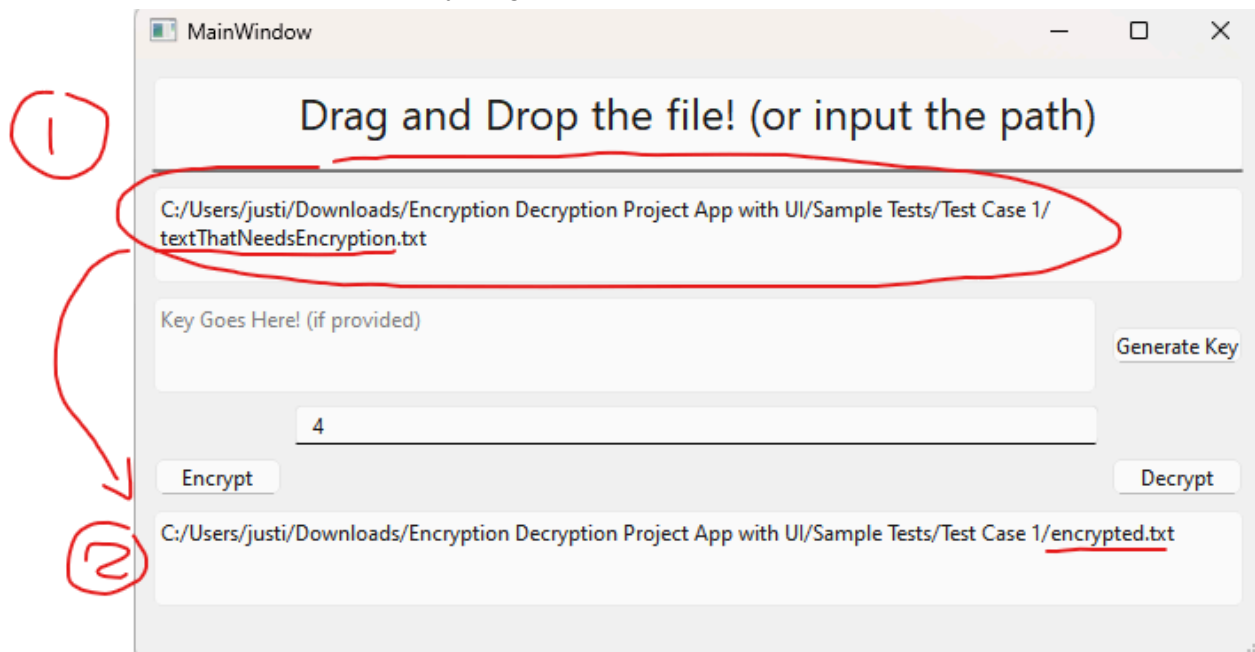 MainWindow
1
Drag and Drop the file! (or input the path)
C:/Users/justi/Downloads/Encryption Decryption Project App with UI/Sample Tests/Test Case 1/
textThatNeedsEncryption.txt
Key Goes Here! (if provided)
Generate Key
4
Encrypt
Decrypt
2
C:/Users/justi/Downloads/Encryption Decryption Project App with UI/Sample Tests/Test Case 1/encrypted.txt